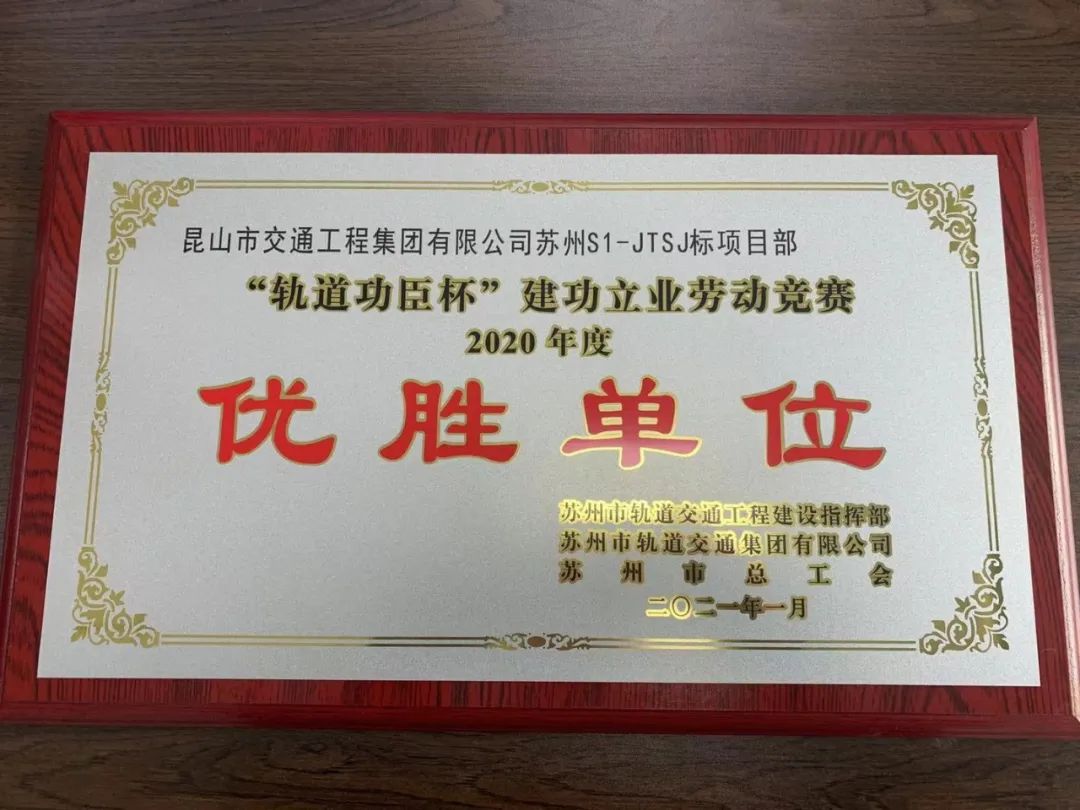 昆山市交通工程集团有限公司苏州S1-JTSJ标项目部
“轨道功臣杯”建功立业劳动竞赛
2020年度
优胜单位
苏州市轨道交通工程建设指挥部
苏州市轨道交通集团有限公司
苏州市总工会
二〇二一年一月